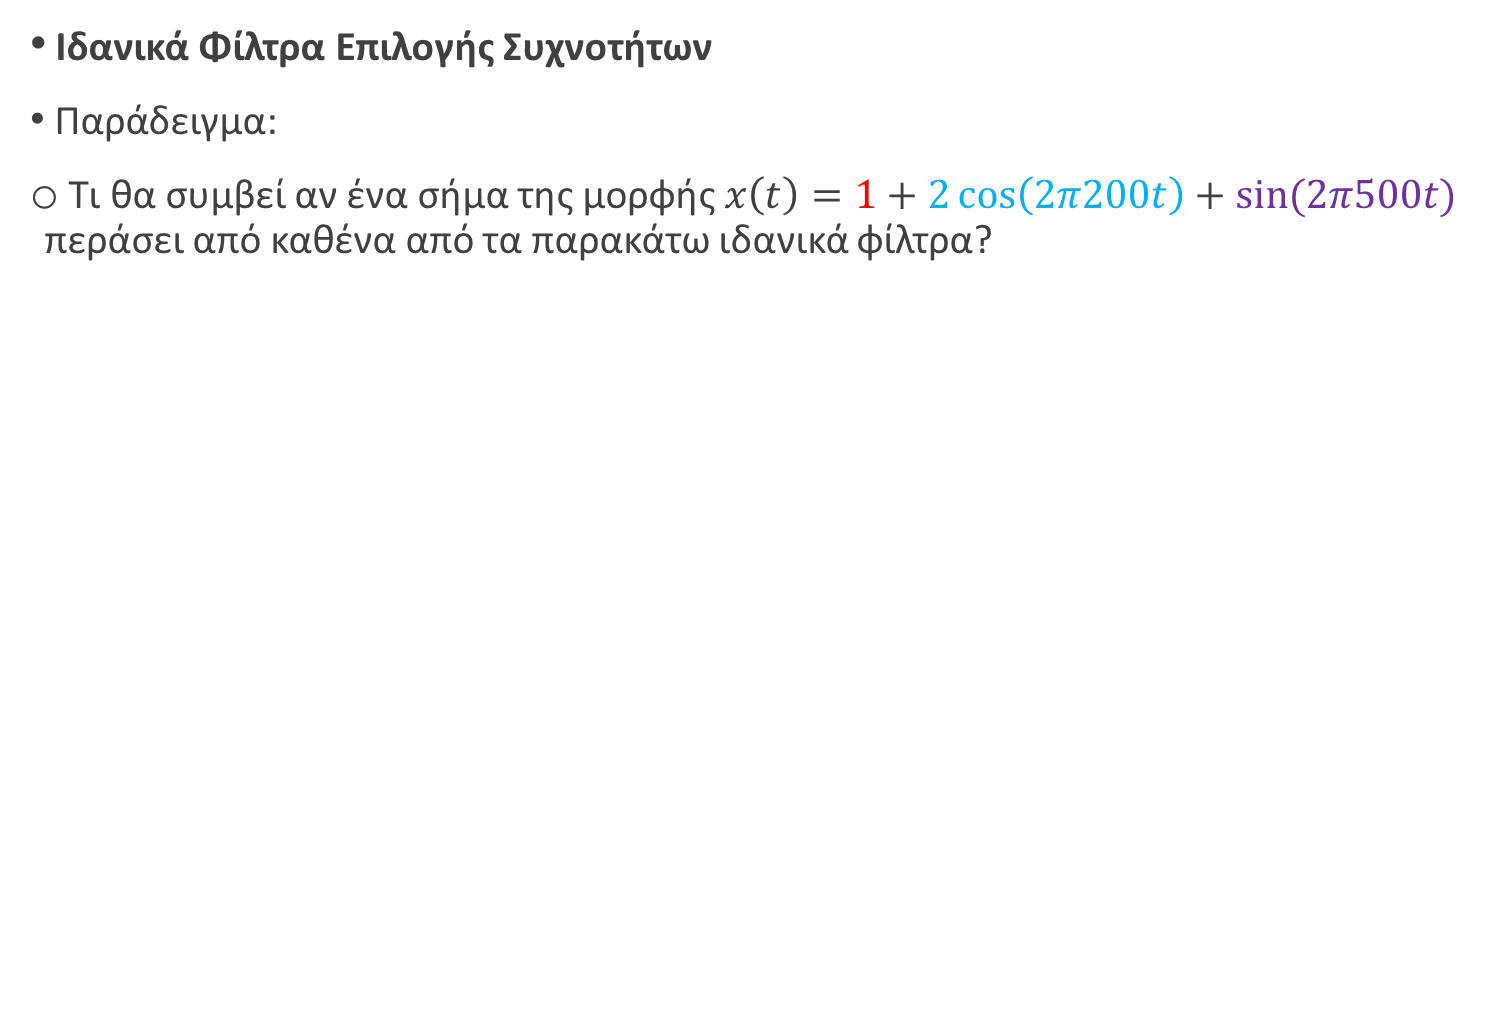 • Ιδανικά Φίλτρα Επιλογής Συχνοτήτων
• Παράδειγμα:
○ Τι θα συμβεί αν ένα σήμα της μορφής 𝑥(𝑡) = 1 + 2 cos(2𝜋200𝑡) + sin(2𝜋500𝑡)
περάσει από καθένα από τα παρακάτω ιδανικά φίλτρα?